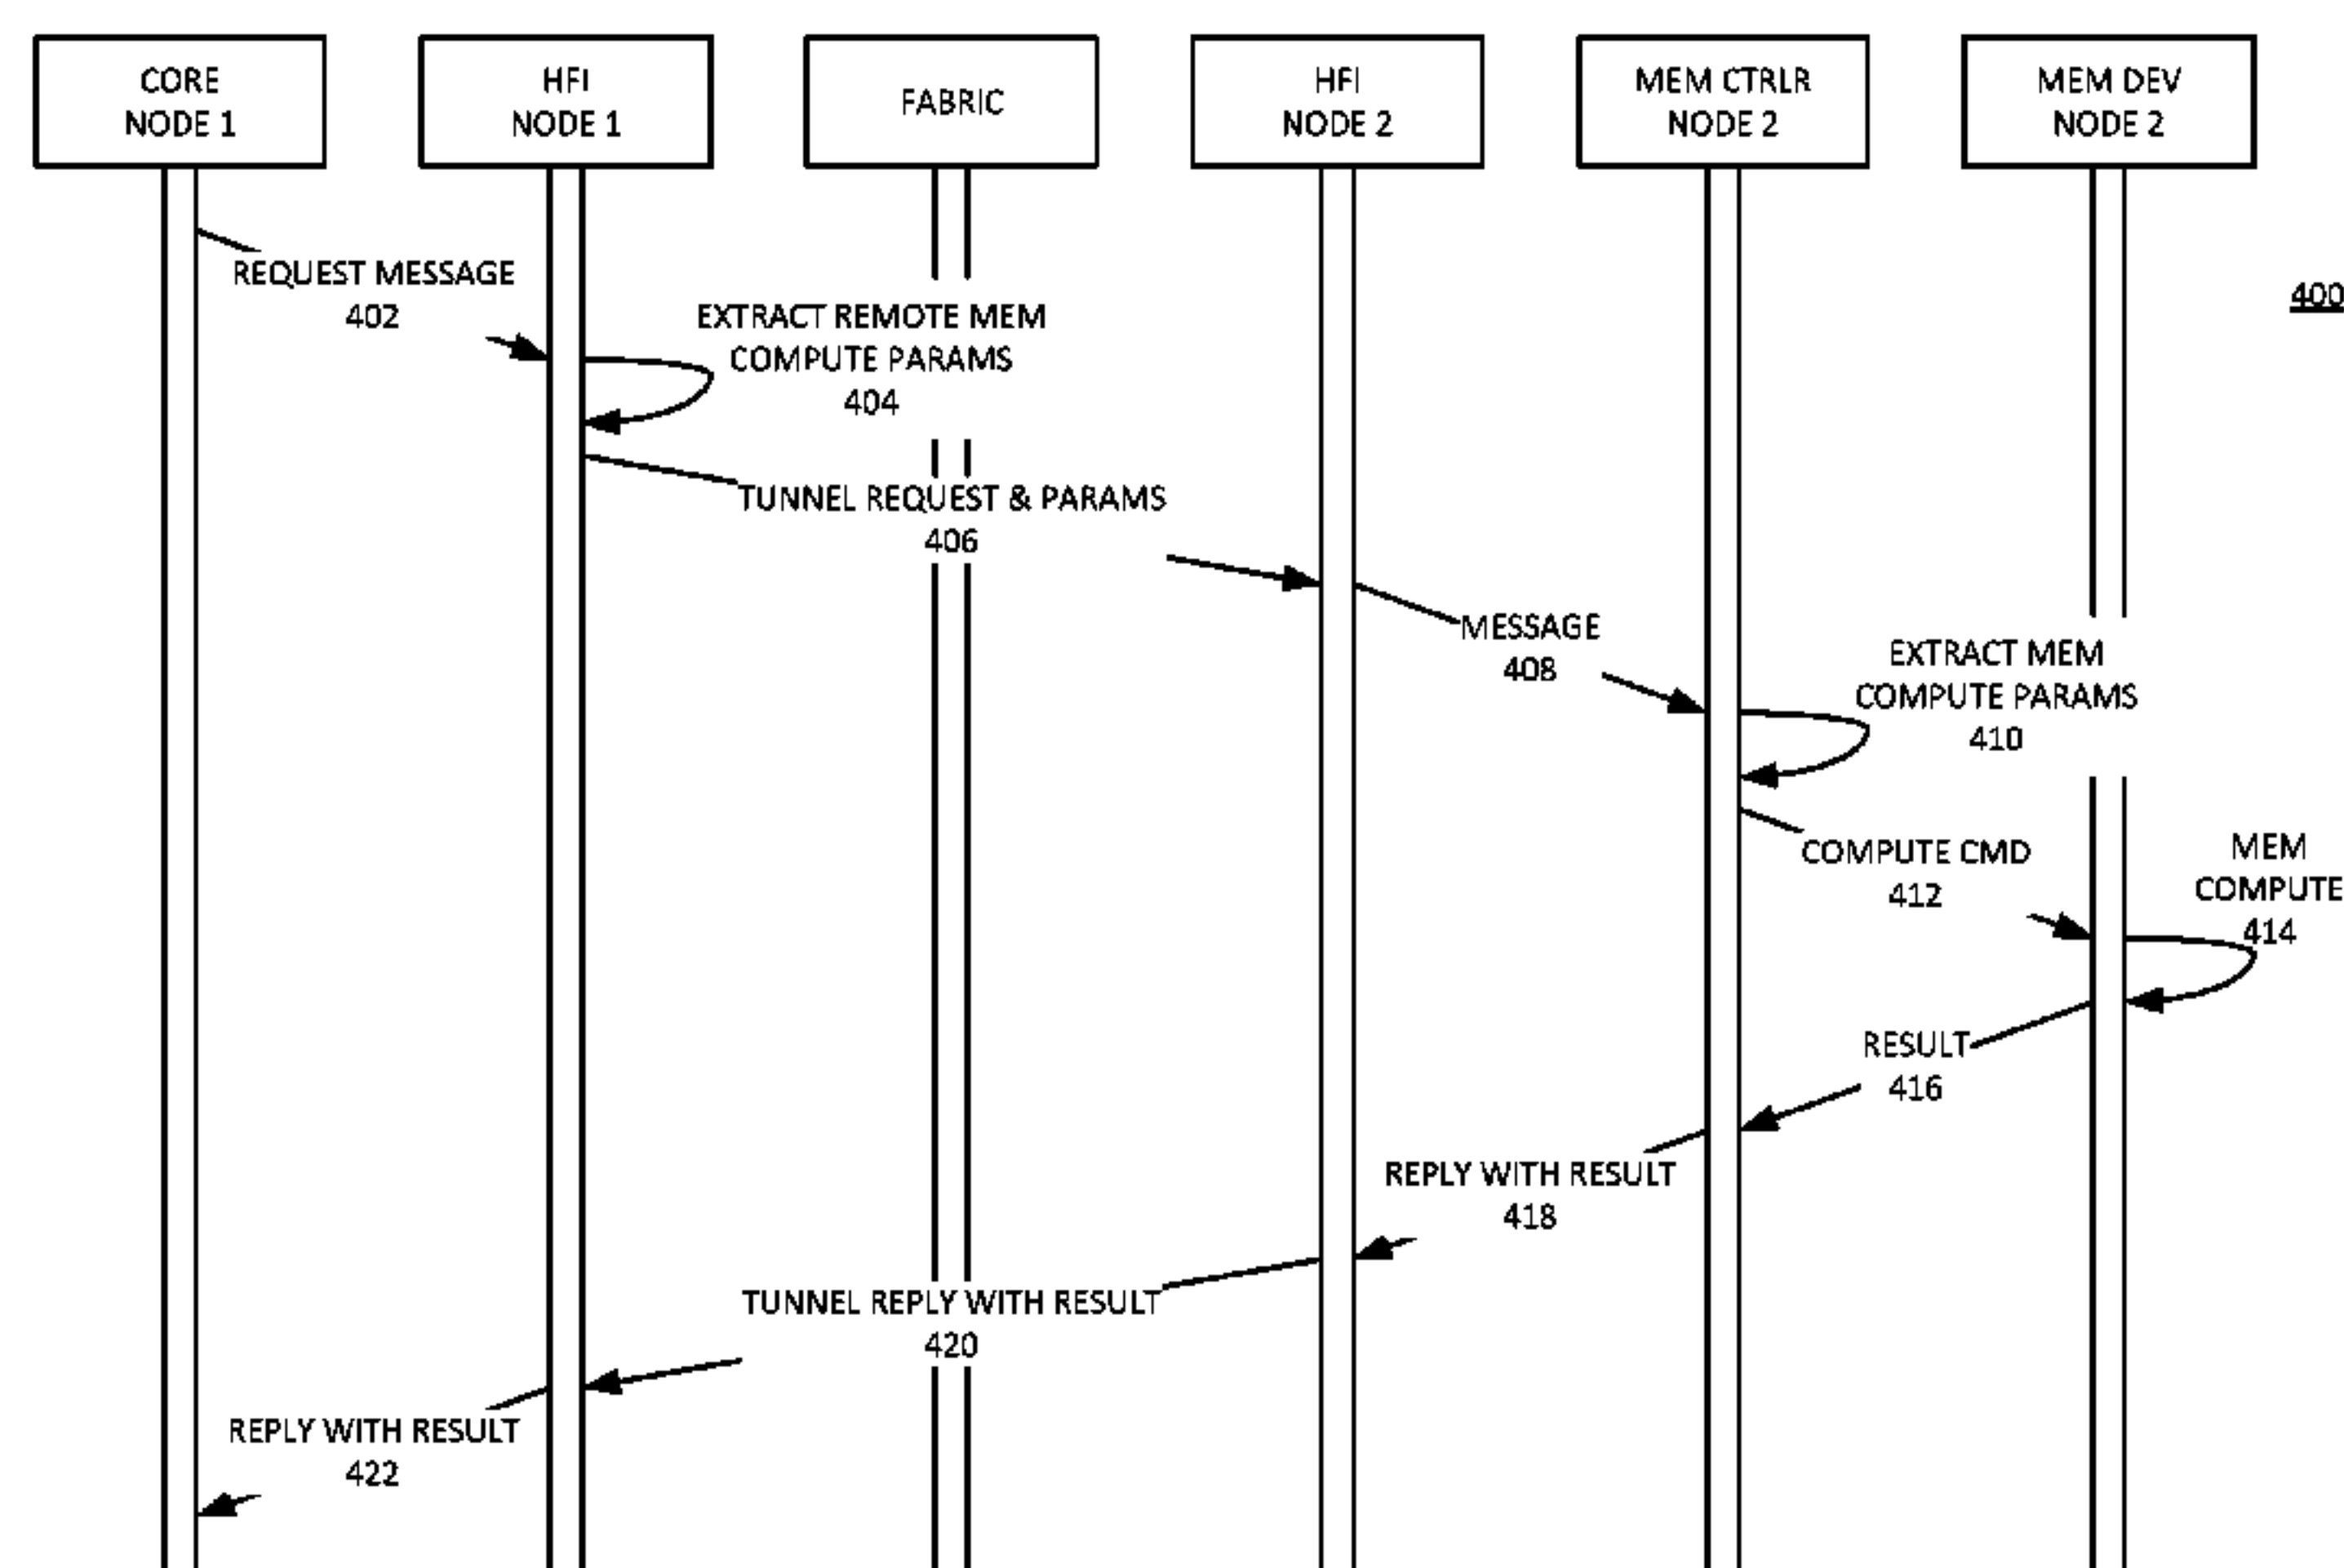 CORE
NODE 1
HFI
NODE 1
FABRIC
HFI
NODE 2
MEM CTRLR
NODE 2
MEM DEV
NODE 2
400
REQUEST MESSAGE
402
EXTRACT REMOTE MEM
COMPUTE PARAMS
404
TUNNEL REQUEST & PARAMS
406
MESSAGE
408
EXTRACT MEM
COMPUTE PARAMS
410
COMPUTE CMD
412
MEM
COMPUTE
414
RESULT
416
REPLY WITH RESULT
418
TUNNEL REPLY WITH RESULT
420
REPLY WITH RESULT
422